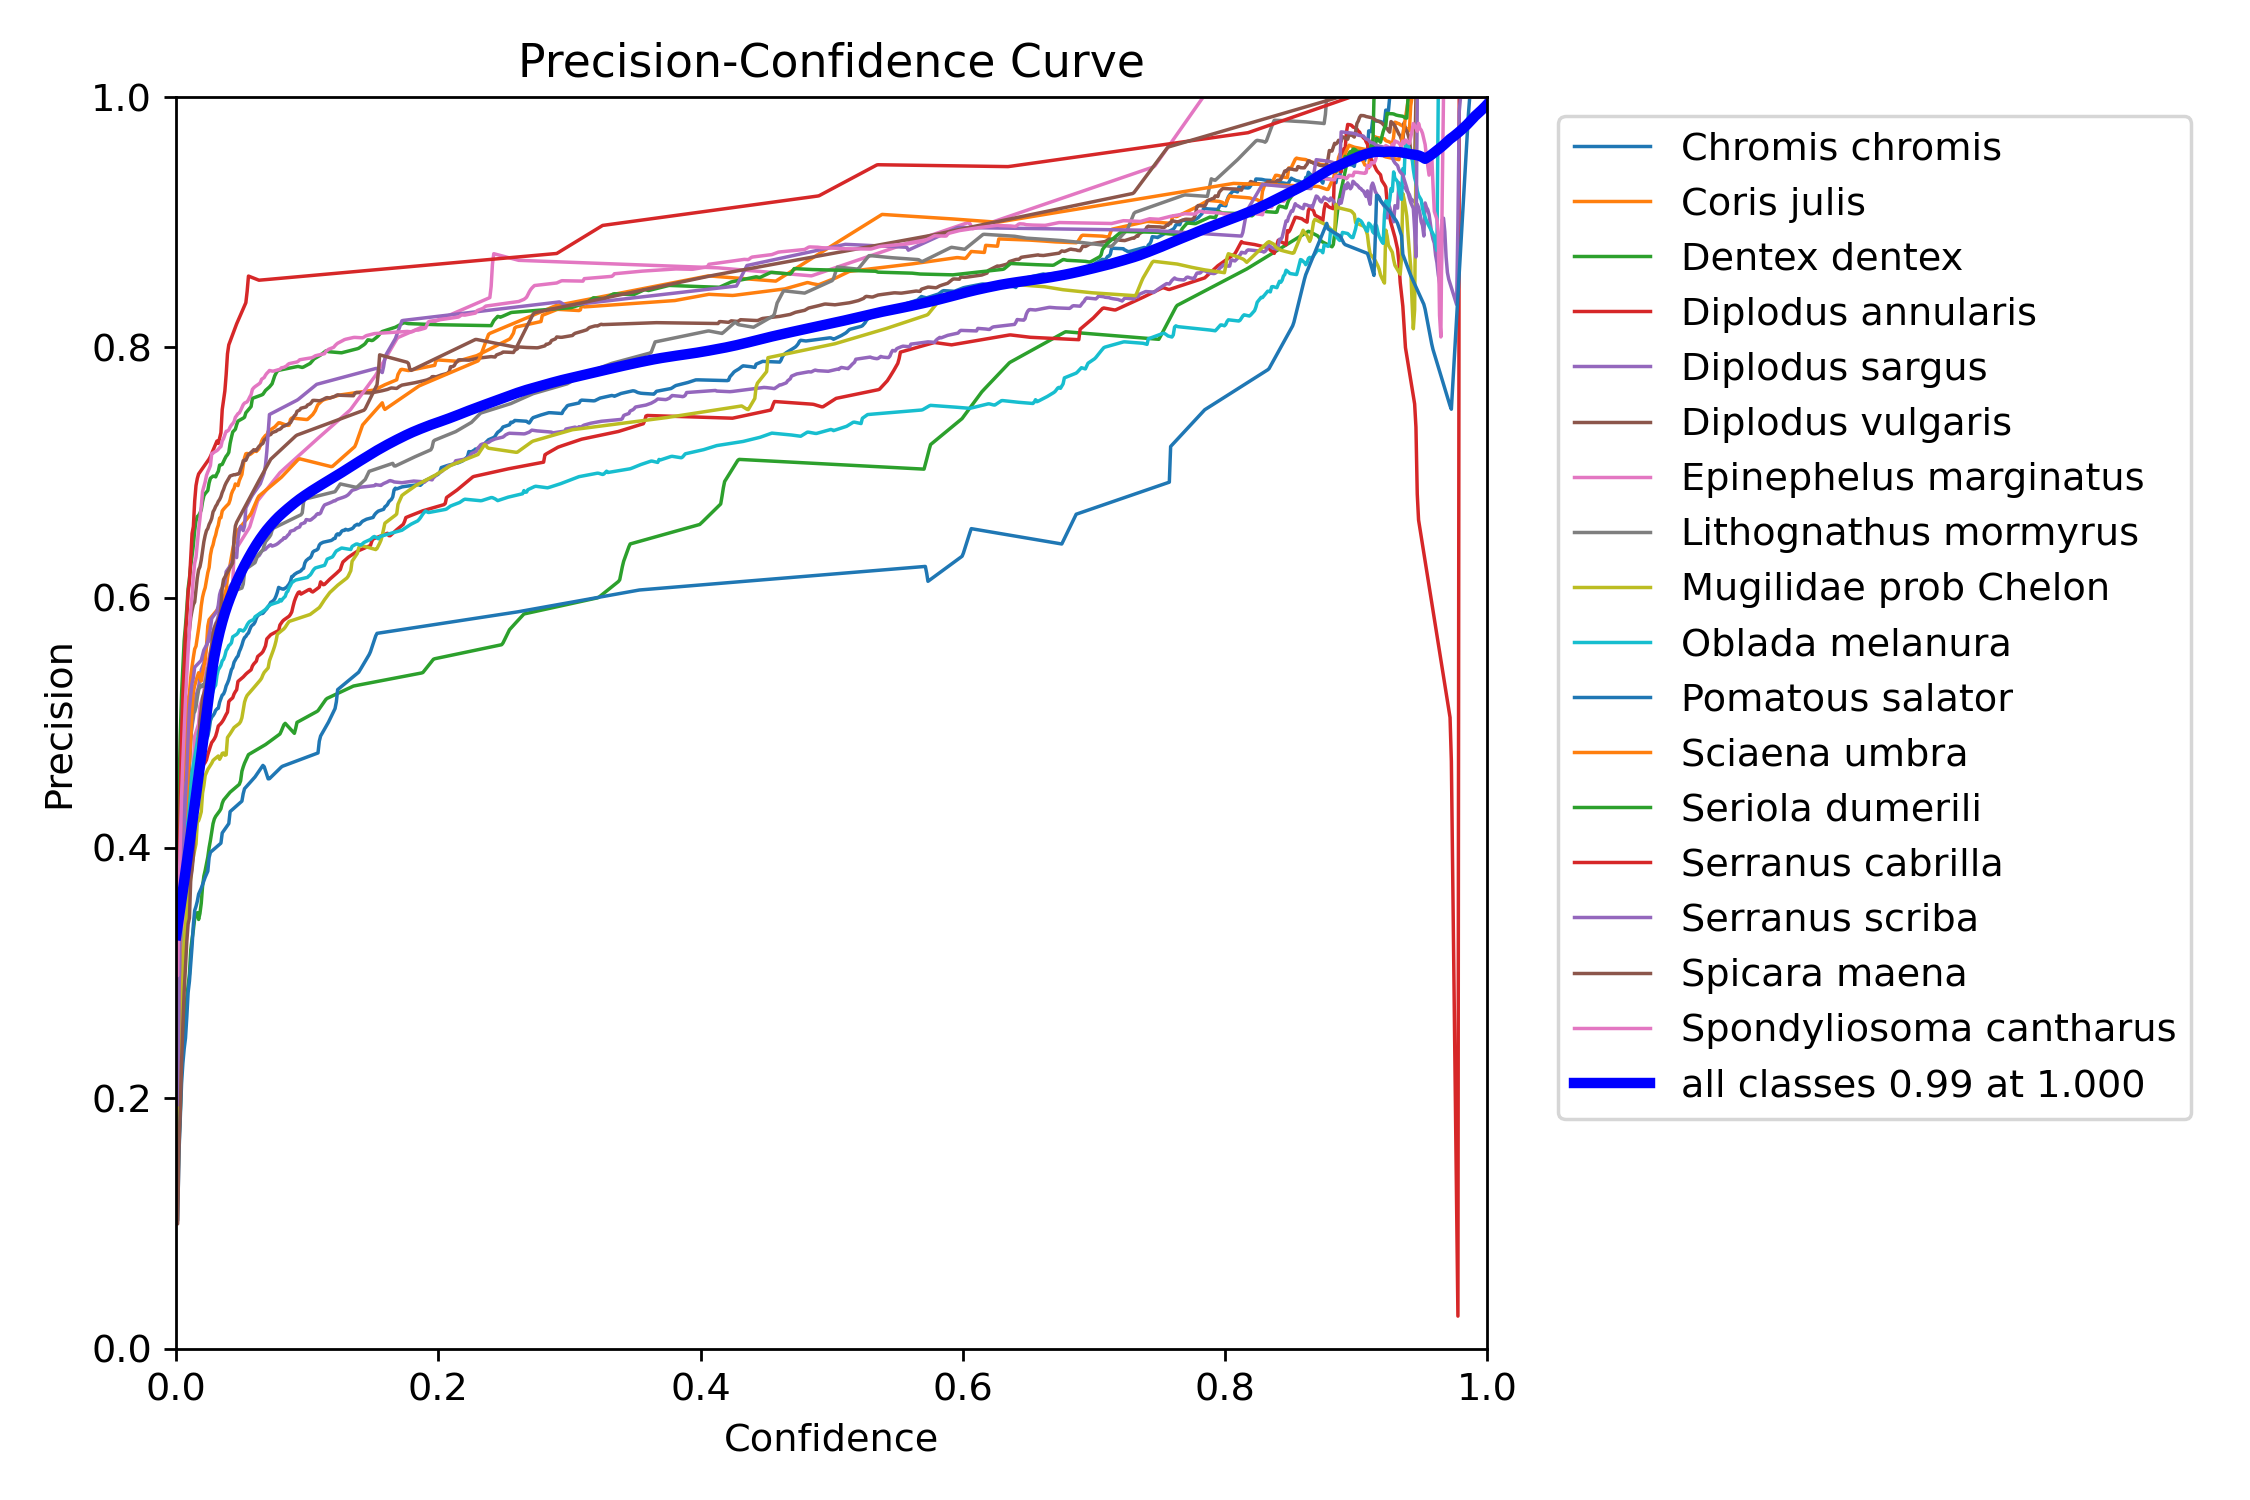 Precision-Confidence Curve
1.0
0.8
0.6
0.4
0.2
0.0
Precision
0.0 0.2 0.4 0.6 0.8 1.0
Confidence
Chromis chromis
Coris julis
Dentex dentex
Diplodus annularis
Diplodus sargus
Diplodus vulgaris
Epinephelus marginatus
Lithognathus mormyrus
Mugilidae prob Chelon
Oblada melanura
Pomatous salator
Sciaena umbra
Seriola dumerili
Serranus cabrilla
Serranus scriba
Spicara maena
Spondyliosoma cantharus
all classes 0.99 at 1.000